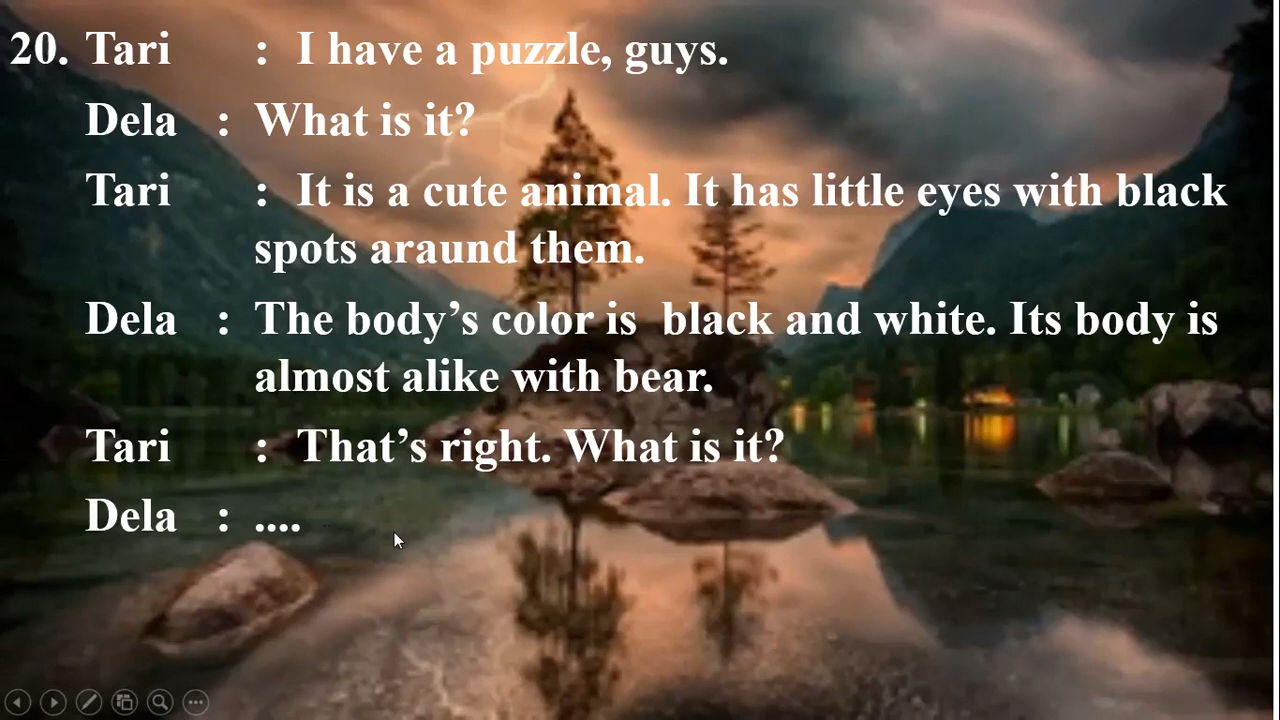 20. Tari : I have a puzzle, guys.
Dela : What is it?
Tari : It is a cute animal. It has little eyes with black
spots araund them.
Dela : The body’s color is black and white. Its body is
almost alike with bear.
Tari : That’s right. What is it?
Dela : ....